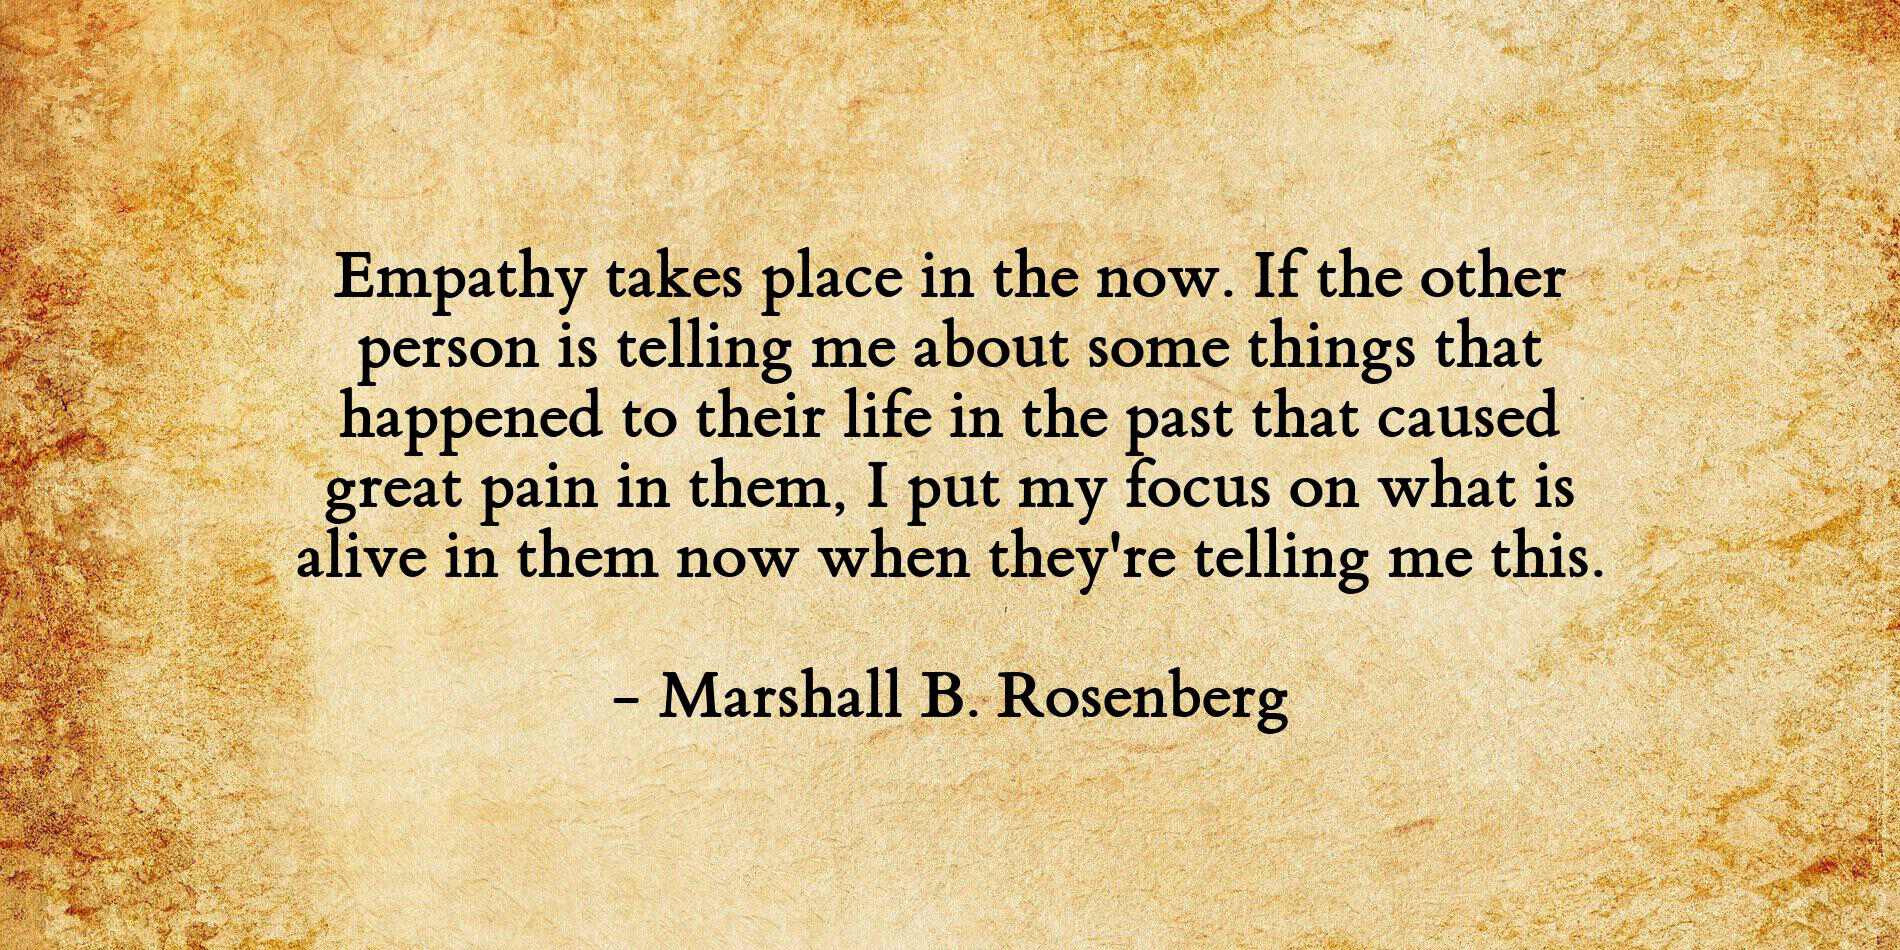 Empathy takes place in the now. If the other
person is telling me about some things that
happened to their life in the past that caused
great pain in them, I put my focus on what is
alive in them now when they're telling me this.
- Marshall B. Rosenberg